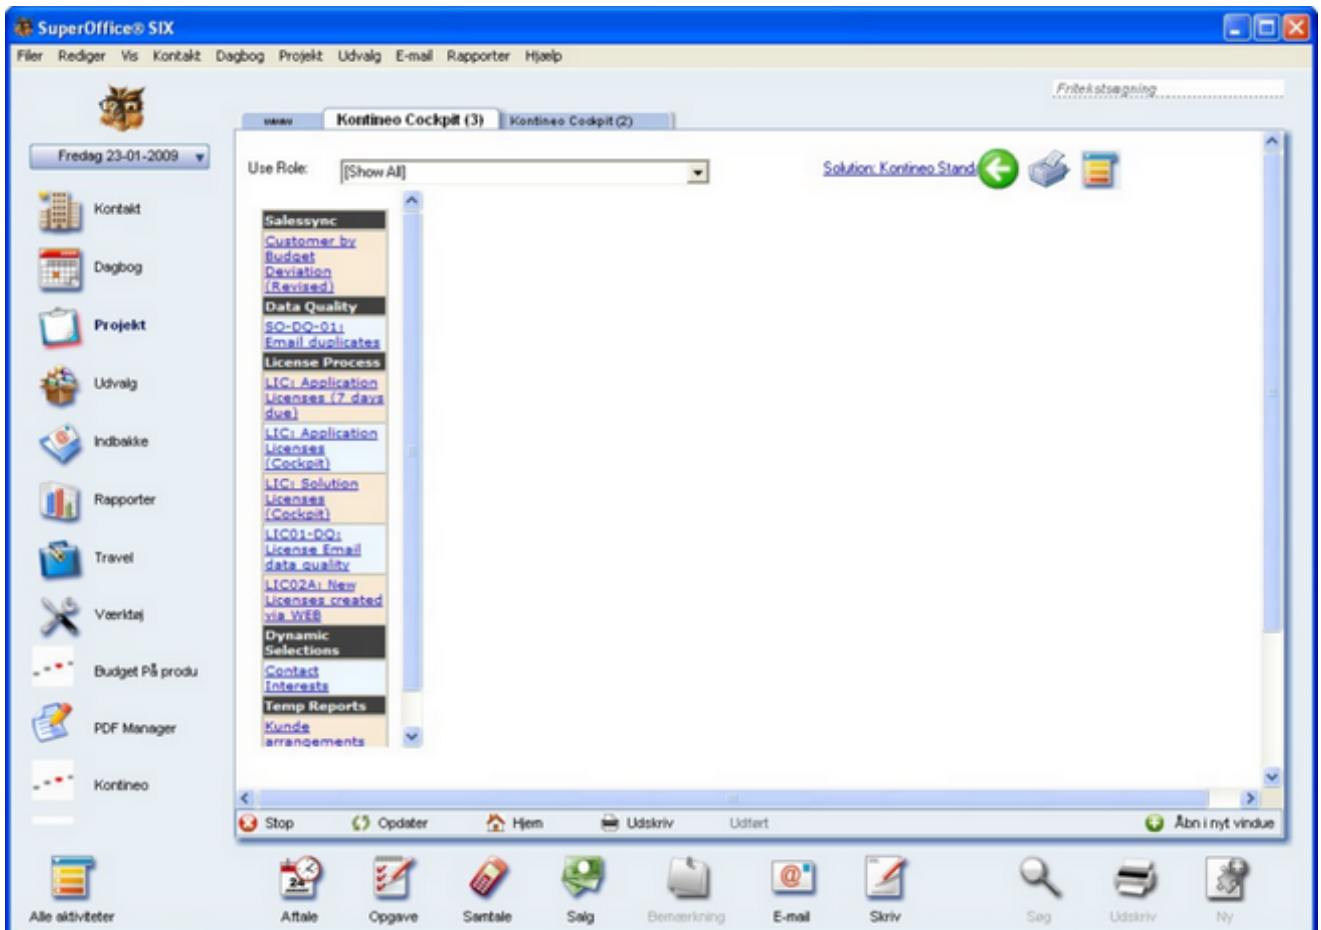 SuperOffice® SIX
Filer Rediger Vis Kontakt Dagbog Projekt Udvalg E-mail Rapporter Hjælp
Fritekstsøgning
Kontineo Cockpit (3) Kontineo Cockpit (2)
Fredag 23-01-2009
Use Role: [Show All] Solution: Kontineo Stand
Kontakt
Dagbog
Projekt
Udvalg
Indbakke
Rapporter
Travel
Værktøj
Budget På produ
PDF Manager
Kontineo
Salessync
Customer by
Budget
Deviation
(Revised)
Data Quality
SO-DQ-01:
Email duplicates
License Process
LIC: Application
Licenses (7 days
due)
LIC: Application
Licenses
(Cockpit)
LIC: Solution
Licenses
(Cockpit)
LIC01-DQ:
License Email
data quality
LIC02A: New
Licenses created
via WEB
Dynamic
Selections
Contact
Interests
Temp Reports
Kunde
arrangements
Stop Opdater Hjem Udskriv Udført Åbn i nyt vindue
24
Alle aktiviteter Aftale Opgave Samtale Salg Bemærkning E-mail Skriv Søg Udskriv Ny